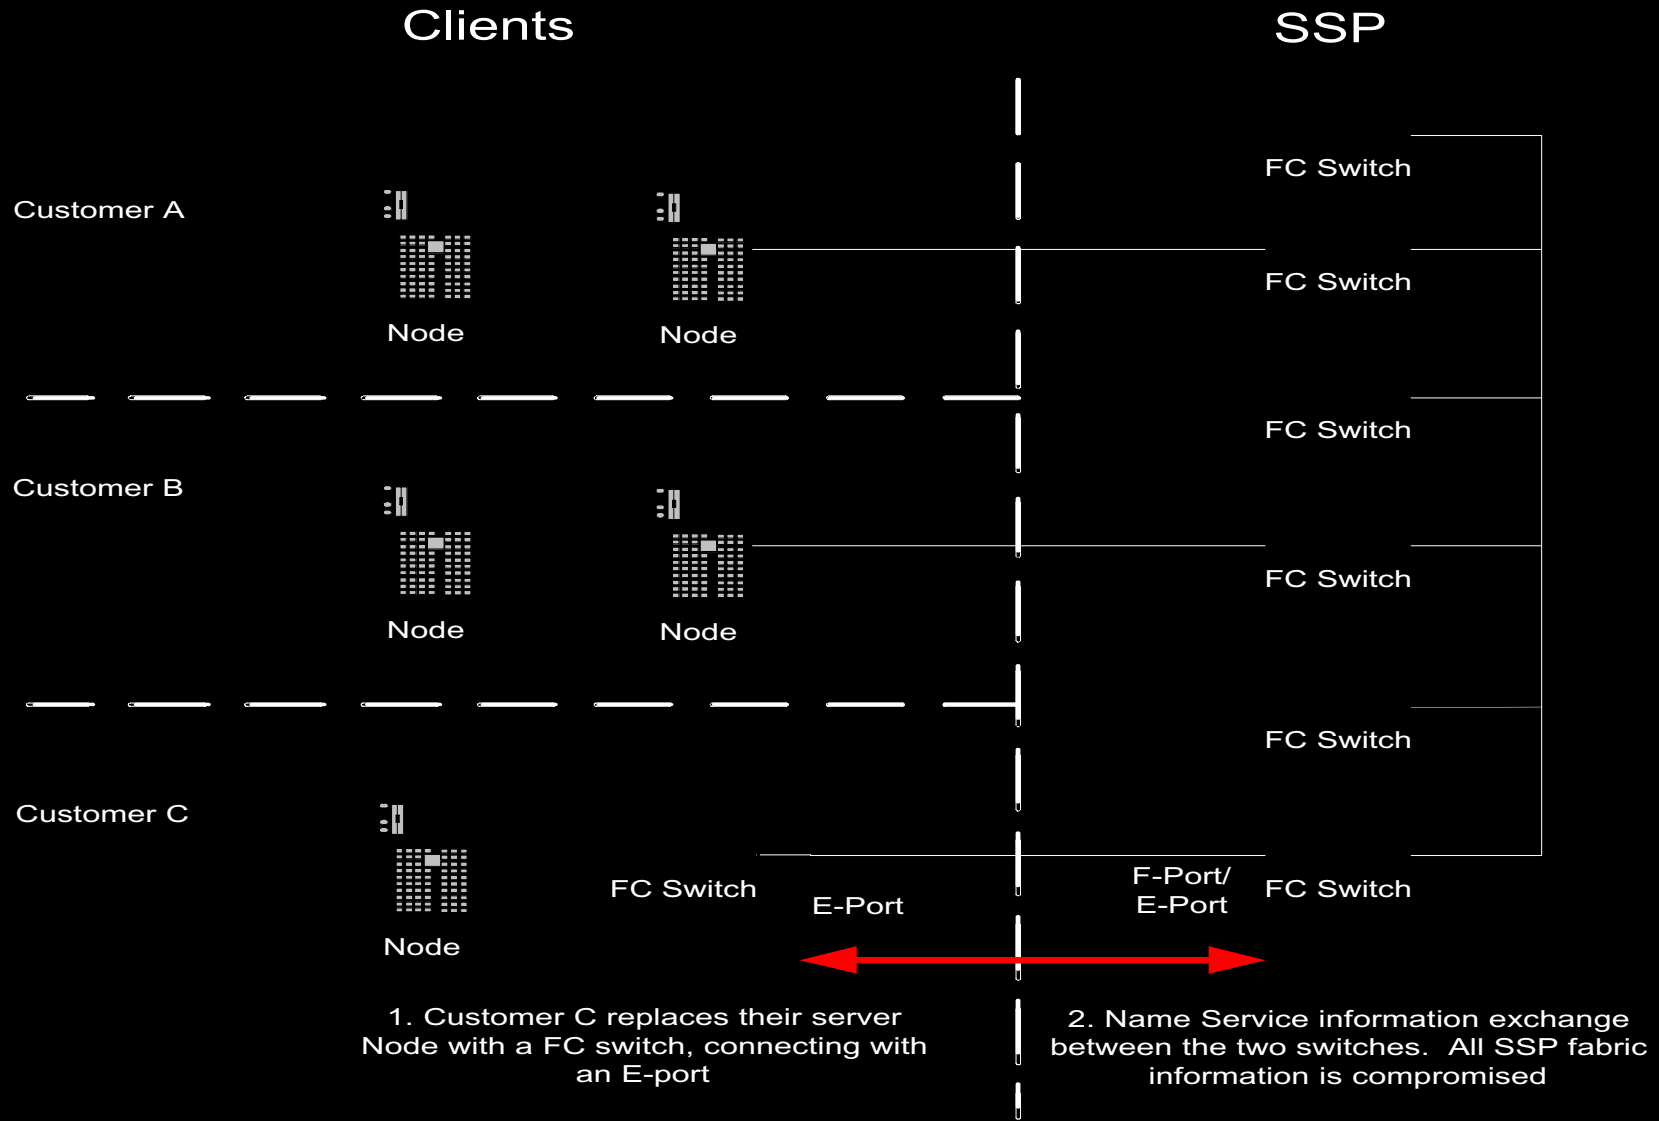 Clients
SSP
FC Switch
Customer A
FC Switch
Node
Node
FC Switch
Customer B
FC Switch
Node
Node
FC Switch
Customer C
FC Switch
E-Port
F-Port/
E-Port
FC Switch
Node
1. Customer C replaces their server
Node with a FC switch, connecting with
an E-port
2. Name Service information exchange
between the two switches.  All SSP fabric
information is compromised